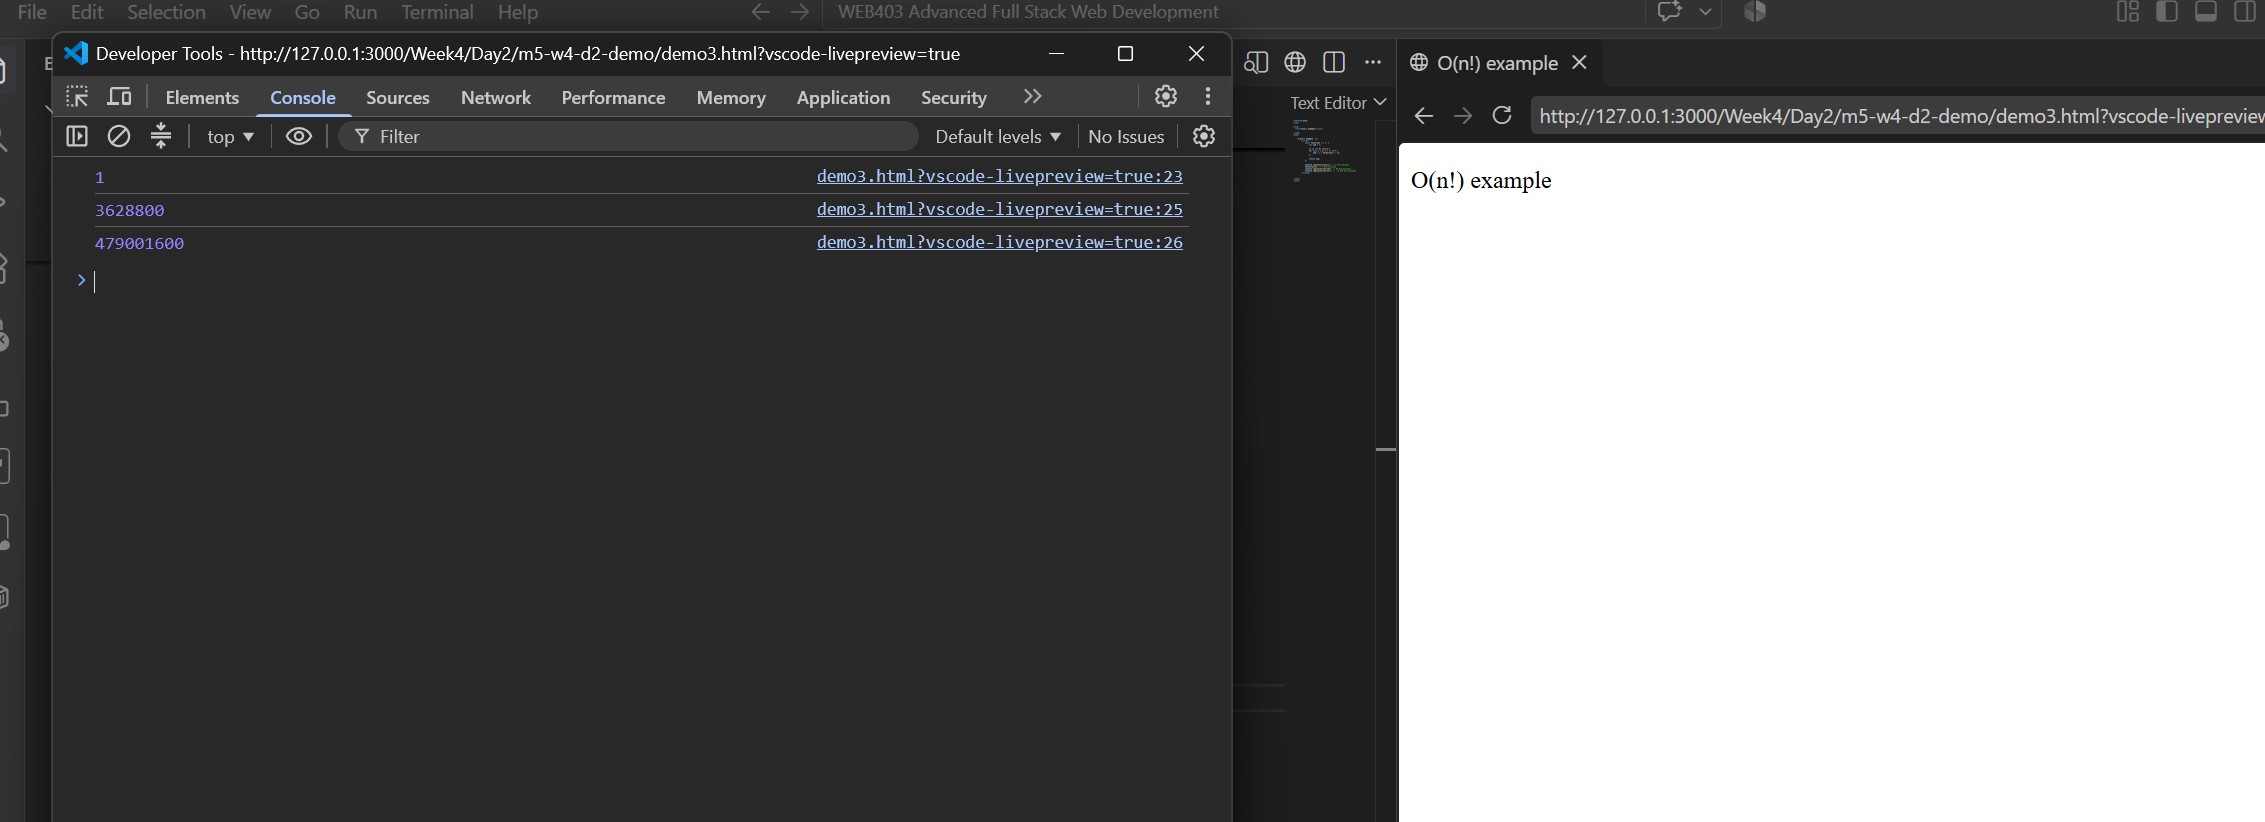 File Edit Selection View Go Run Terminal Help
WEB403 Advanced Full Stack Web Development
Developer Tools - http://127.0.0.1:3000/Week4/Day2/m5-w4-d2-demo/demo3.html?vscode-livepreview=true
Elements Console Sources Network Performance Memory Application Security
top Filter Default levels No Issues
1 demo3.html?vscode-livepreview=true:23
3628800 demo3.html?vscode-livepreview=true:25
479001600 demo3.html?vscode-livepreview=true:26
Text Editor
O(n!) example
http://127.0.0.1:3000/Week4/Day2/m5-w4-d2-demo/demo3.html?vscode-livepreview
O(n!) example